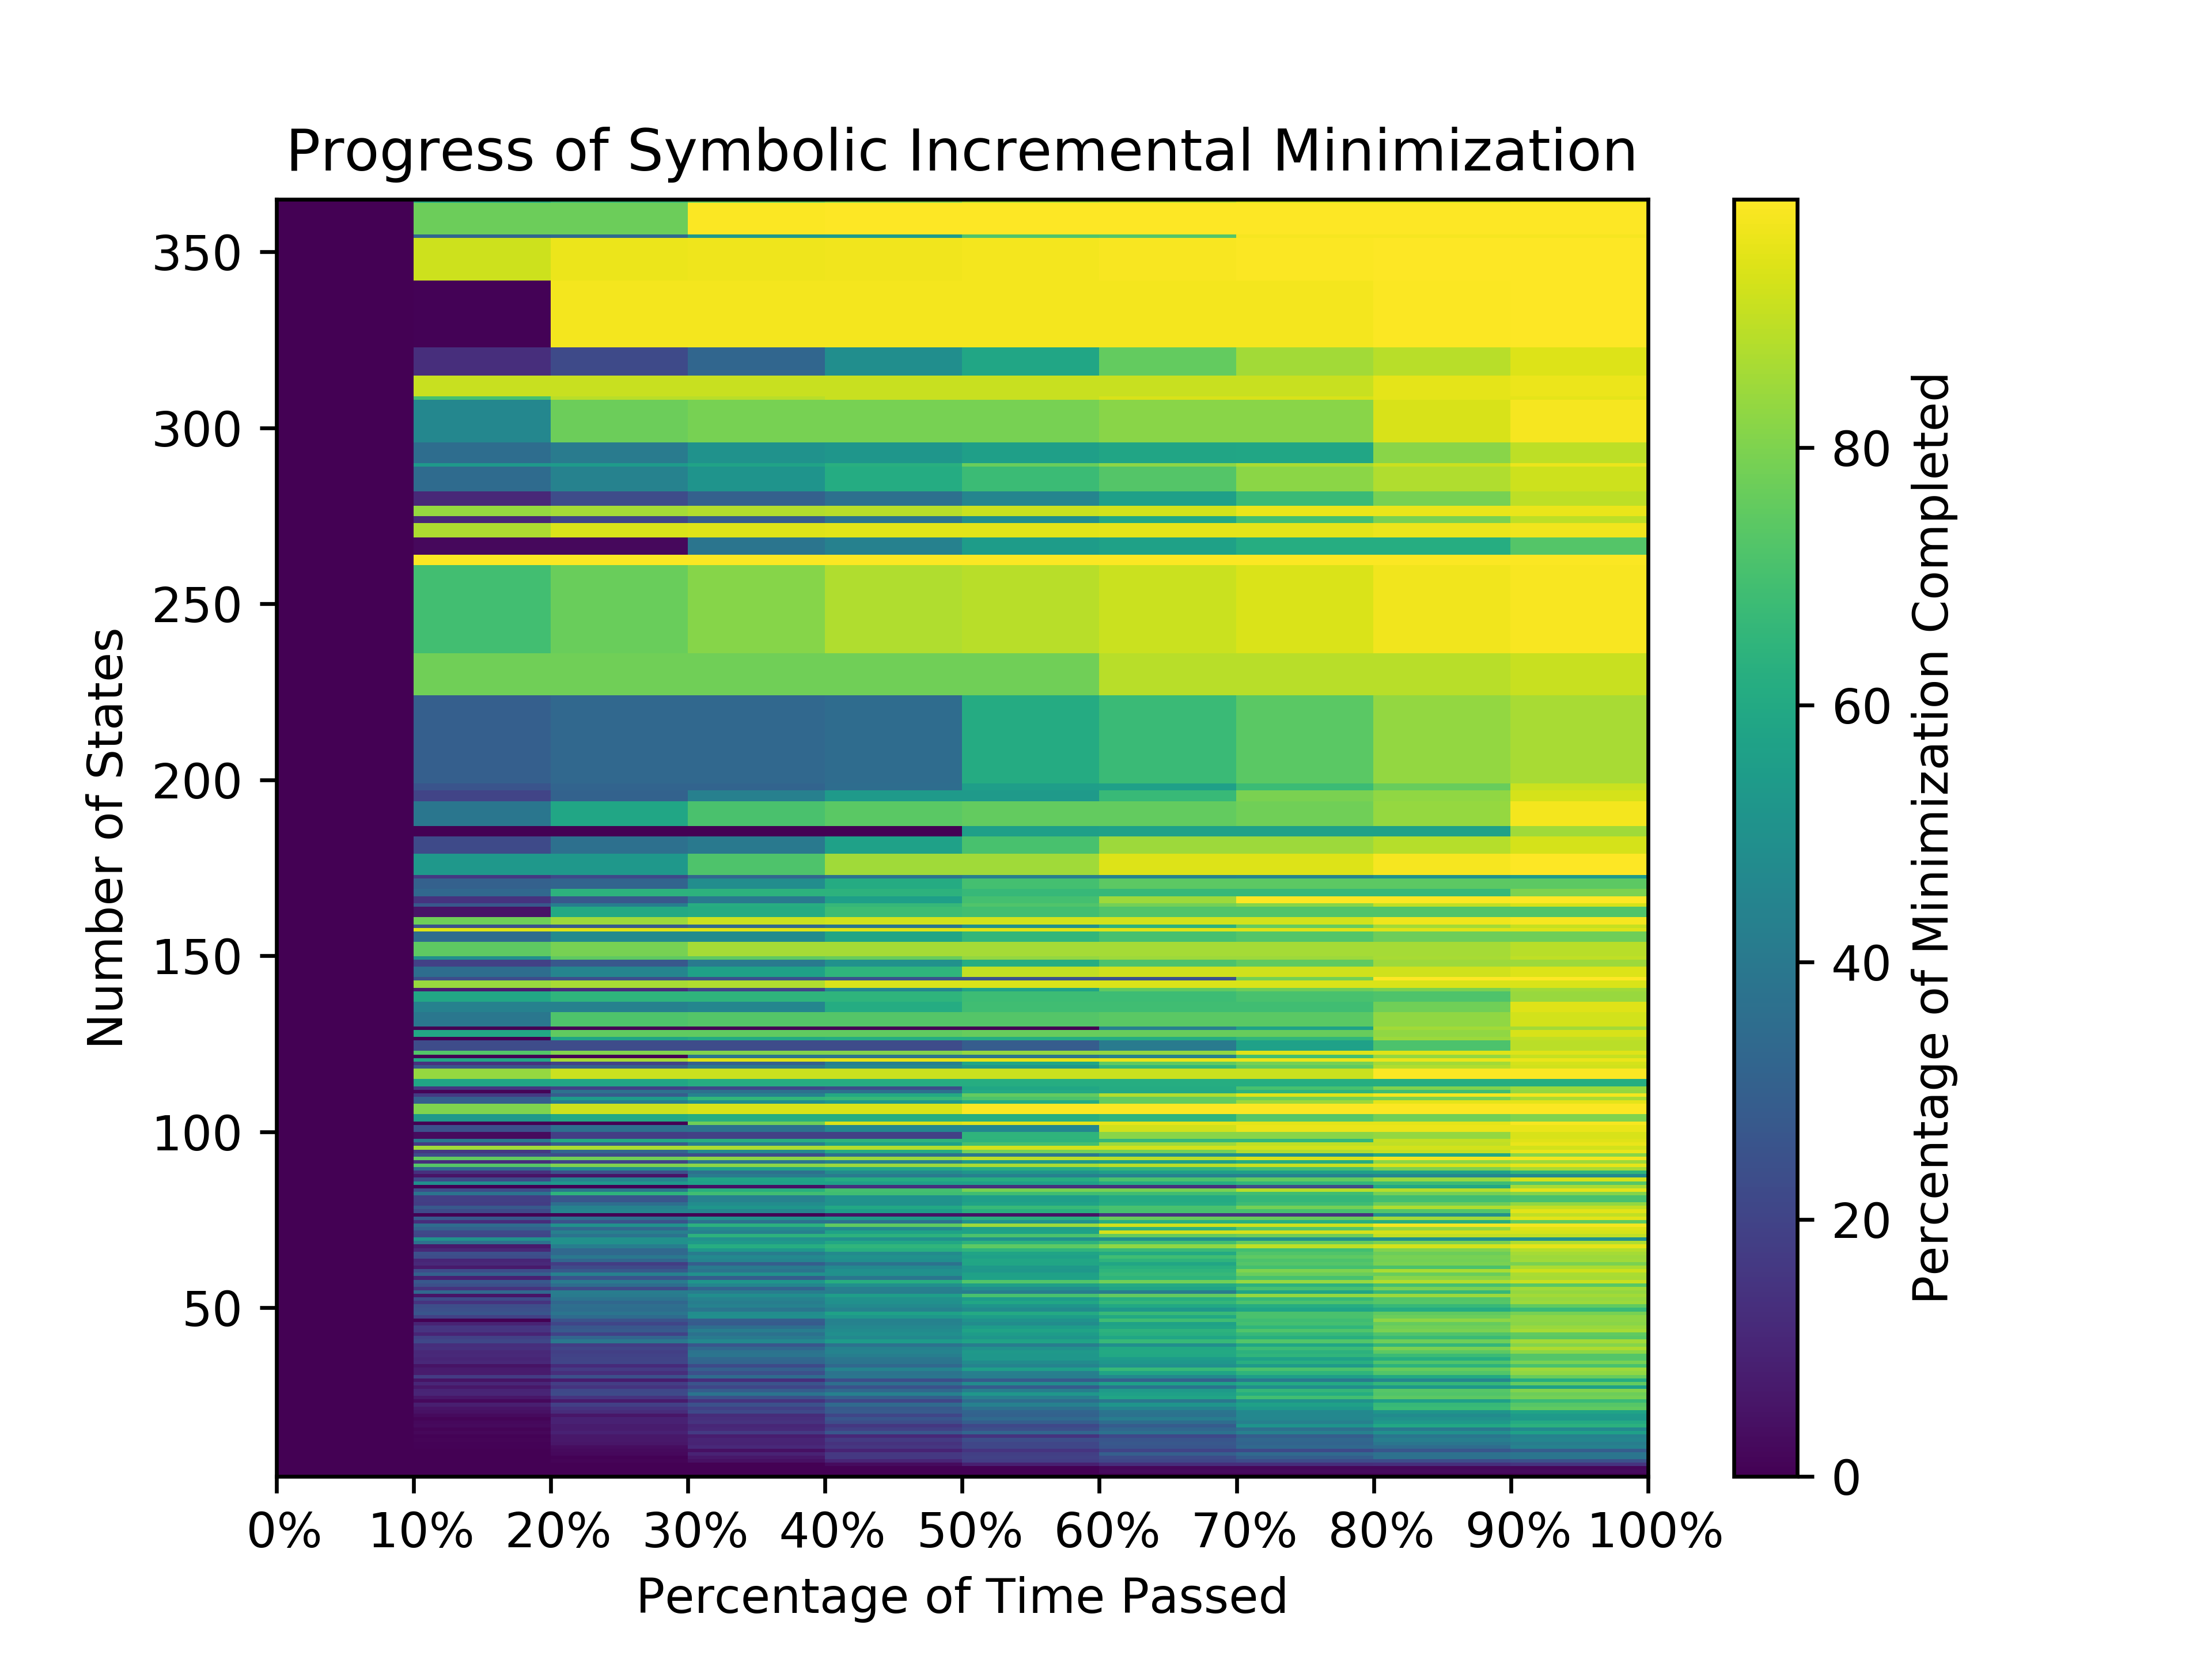 Progress of Symbolic Incremental Minimization
Number of States
350
300
250
200
150
100
50
0% 10% 20% 30% 40% 50% 60% 70% 80% 90% 100%
Percentage of Time Passed
80
60
40
20
0
Percentage of Minimization Completed